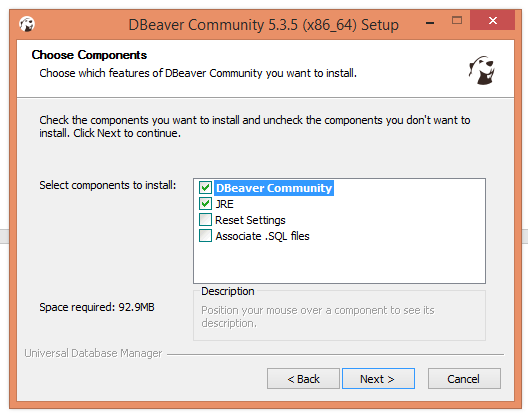 DBeaver Community 5.3.5 (x86_64) Setup
Choose Components
Choose which features of DBeaver Community you want to install.
Check the components you want to install and uncheck the components you don't want to
install. Click Next to continue.
Select components to install:
DBeaver Community
JRE
Reset Settings
Associate .SQL files
Space required: 92.9MB
Description
Position your mouse over a component to see its
description.
Universal Database Manager
< Back
Next >
Cancel